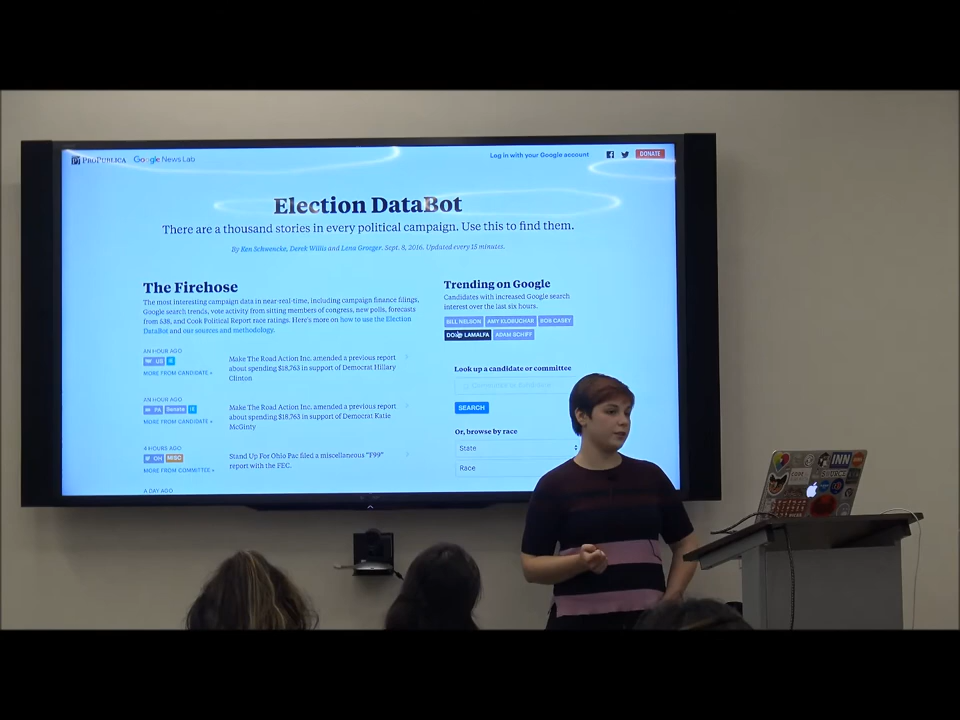 PROPUBLICA Google News Lab
Log in with your Google account
DONATE
Election DataBot
There are a thousand stories in every political campaign. Use this to find them.
By Ken Schwencke, Derek Willis and Lena Groeger. Sept. 8, 2016. Updated every 15 minutes.
The Firehose
The most interesting campaign data in near-real-time, including campaign finance filings,
Google search trends, vote activity from sitting members of congress, new polls, forecasts
from 538, and Cook Political Report race ratings. Here's more on how to use the Election
DataBot and our sources and methodology.
AN HOUR AGO
US IE
MORE FROM CANDIDATE »
Make The Road Action Inc. amended a previous report
about spending $18,763 in support of Democrat Hillary
Clinton
AN HOUR AGO
PA Senate IE
MORE FROM CANDIDATE »
Make The Road Action Inc. amended a previous report
about spending $18,763 in support of Democrat Katie
McGinty
4 HOURS AGO
OH MISC
MORE FROM COMMITTEE »
Stand Up For Ohio Pac filed a miscellaneous "F99"
report with the FEC.
A DAY AGO
Trending on Google
Candidates with increased Google search
interest over the last six hours.
BILL NELSON AMY KLOBUCHAR BOB CASEY
LAMALFA ADAM SCHIFF
Look up a candidate or committee
SEARCH
Or, browse by race
State
Race
INN